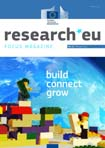 research*eu
FOCUS MAGAZINE
build
connect
grow